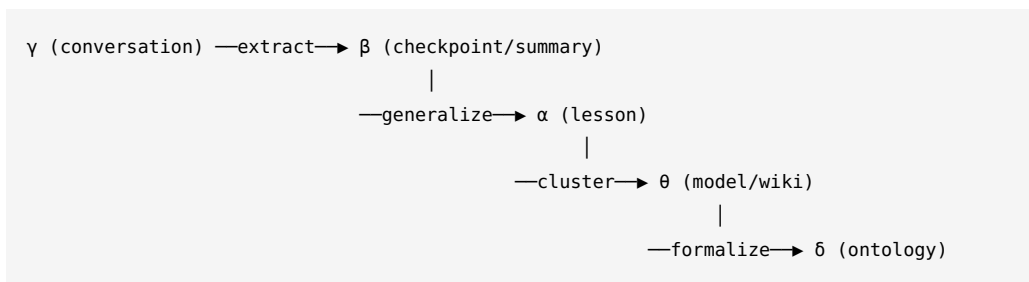 γ (conversation) ──extract──► β (checkpoint/summary)
│
──generalize──► α (lesson)
│
──cluster──► θ (model/wiki)
│
──formalize──► δ (ontology)